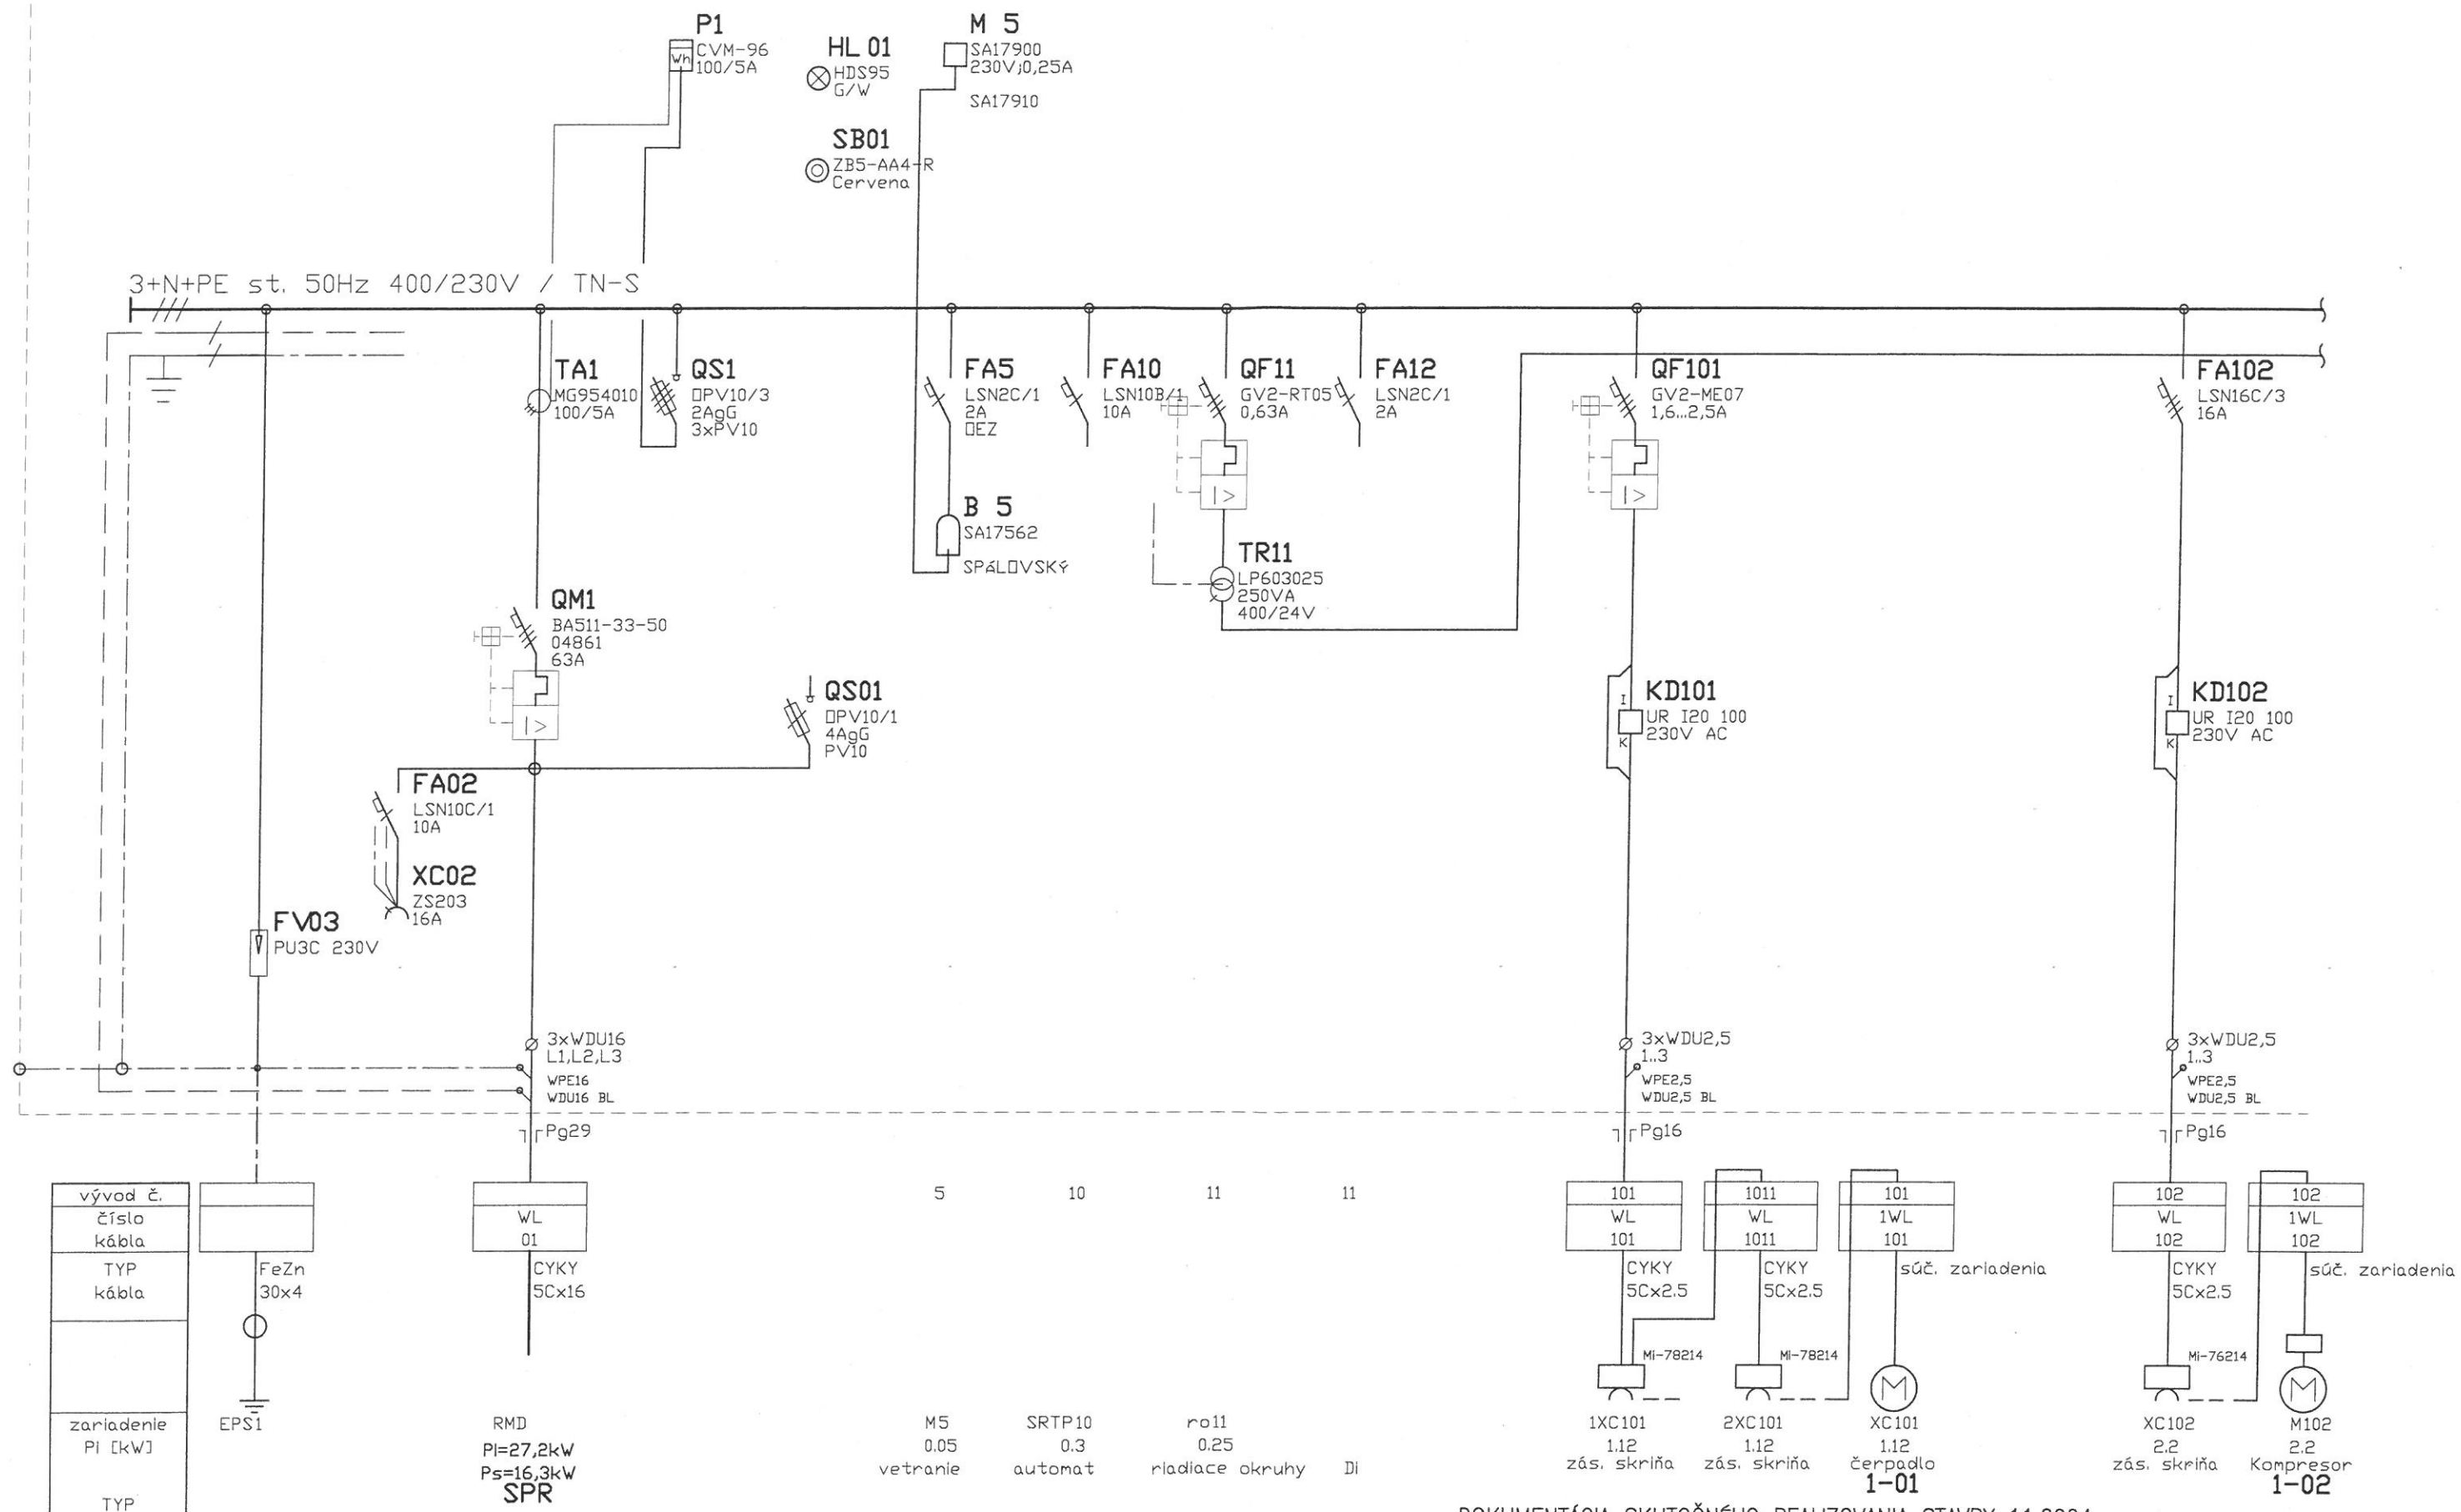 P1
CVM-96
100/5A
Wh
HL 01
HDS95
G/W
SB01
ZB5-AA4-R
Červena
M 5
SA17900
230V;0,25A
SA17910
3+N+PE st. 50Hz 400/230V / TN-S
TA1
MG954010
100/5A
QS1
OPV10/3
2AgG
3xPV10
FA5
LSN2C/1
2A
OEZ
FA10
LSN10B/1
10A
QF11
GV2-RT05
0,63A
I>
FA12
LSN2C/1
2A
QF101
GV2-ME07
1,6...2,5A
I>
FA102
LSN16C/3
16A
B 5
SA17562
SPÁLOVSKÝ
TR11
LP603025
250VA
400/24V
QM1
BA511-33-50
04861
63A
I>
QS01
OPV10/1
4AgG
PV10
KD101
UR I20 100
230V AC
I
K
KD102
UR I20 100
230V AC
I
K
FA02
LSN10C/1
10A
XC02
ZS203
16A
FV03
PU3C 230V
3xWDU16
L1,L2,L3
WPE16
WDU16 BL
Pg29
3xWDU2,5
1..3
WPE2,5
WDU2,5 BL
Pg16
3xWDU2,5
1..3
WPE2,5
WDU2,5 BL
Pg16
vývod č.
číslo
kábla
TYP
kábla
zariadenie
Pi [kW]
TYP
FeZn
30x4
EPS1
WL
01
CYKY
5Cx16
RMD
Pi=27,2kW
Ps=16,3kW
SPR
5
M5
0.05
vetranie
10
SRTP10
0.3
automat
11
ro11
0.25
riadiace okruhy
11
DI
101
WL
101
CYKY
5Cx2.5
Mi-78214
1XC101
1.12
zás. skriňa
1011
WL
1011
CYKY
5Cx2.5
Mi-78214
2XC101
1.12
zás. skriňa
101
1WL
101
súč. zariadenia
M
XC101
1.12
čerpadlo
1-01
102
WL
102
CYKY
5Cx2.5
Mi-76214
XC102
2.2
zás. skriňa
102
1WL
102
súč. zariadenia
M
M102
2.2
Kompresor
1-02
DOKUMENTÁCIA SKUTOČNÉHO REALIZOVANIA STAVBY 11.2004